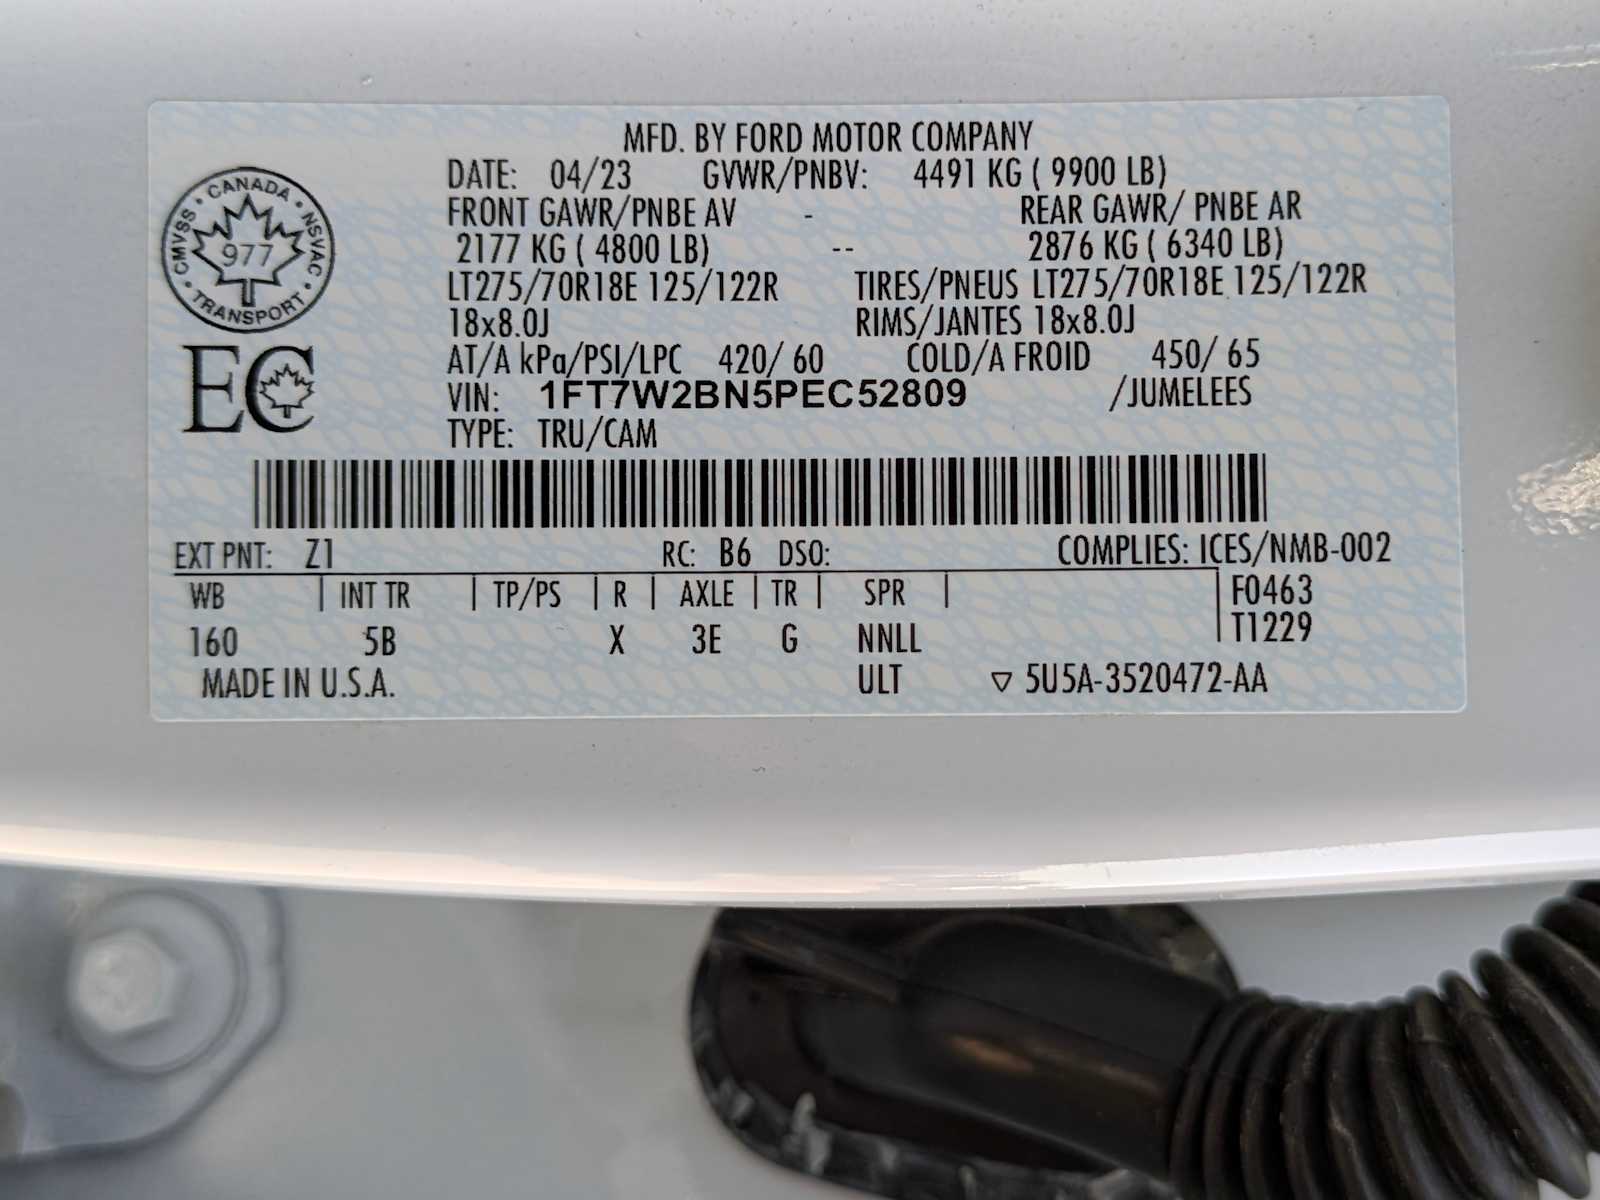 MFD. BY FORD MOTOR COMPANY
DATE: 04/23 GVWR/PNBV: 4491 KG ( 9900 LB)
FRONT GAWR/PNBE AV - REAR GAWR/ PNBE AR
2177 KG ( 4800 LB) -- 2876 KG ( 6340 LB)
LT275/70R18E 125/122R TIRES/PNEUS LT275/70R18E 125/122R
18x8.0J RIMS/JANTES 18x8.0J
AT/A kPa/PSI/LPC 420/ 60 COLD/A FROID 450/ 65
VIN: 1FT7W2BN5PEC52809 /JUMELEES
TYPE: TRU/CAM
CANADA
CMVSS • NSVAC
977
TRANSPORT
EC
EXT PNT: Z1 RC: B6 DSO: COMPLIES: ICES/NMB-002
WB | INT TR | TP/PS | R | AXLE | TR | SPR | F0463
T1229
160 5B X 3E G NNLL
MADE IN U.S.A. ULT ▽ 5U5A-3520472-AA